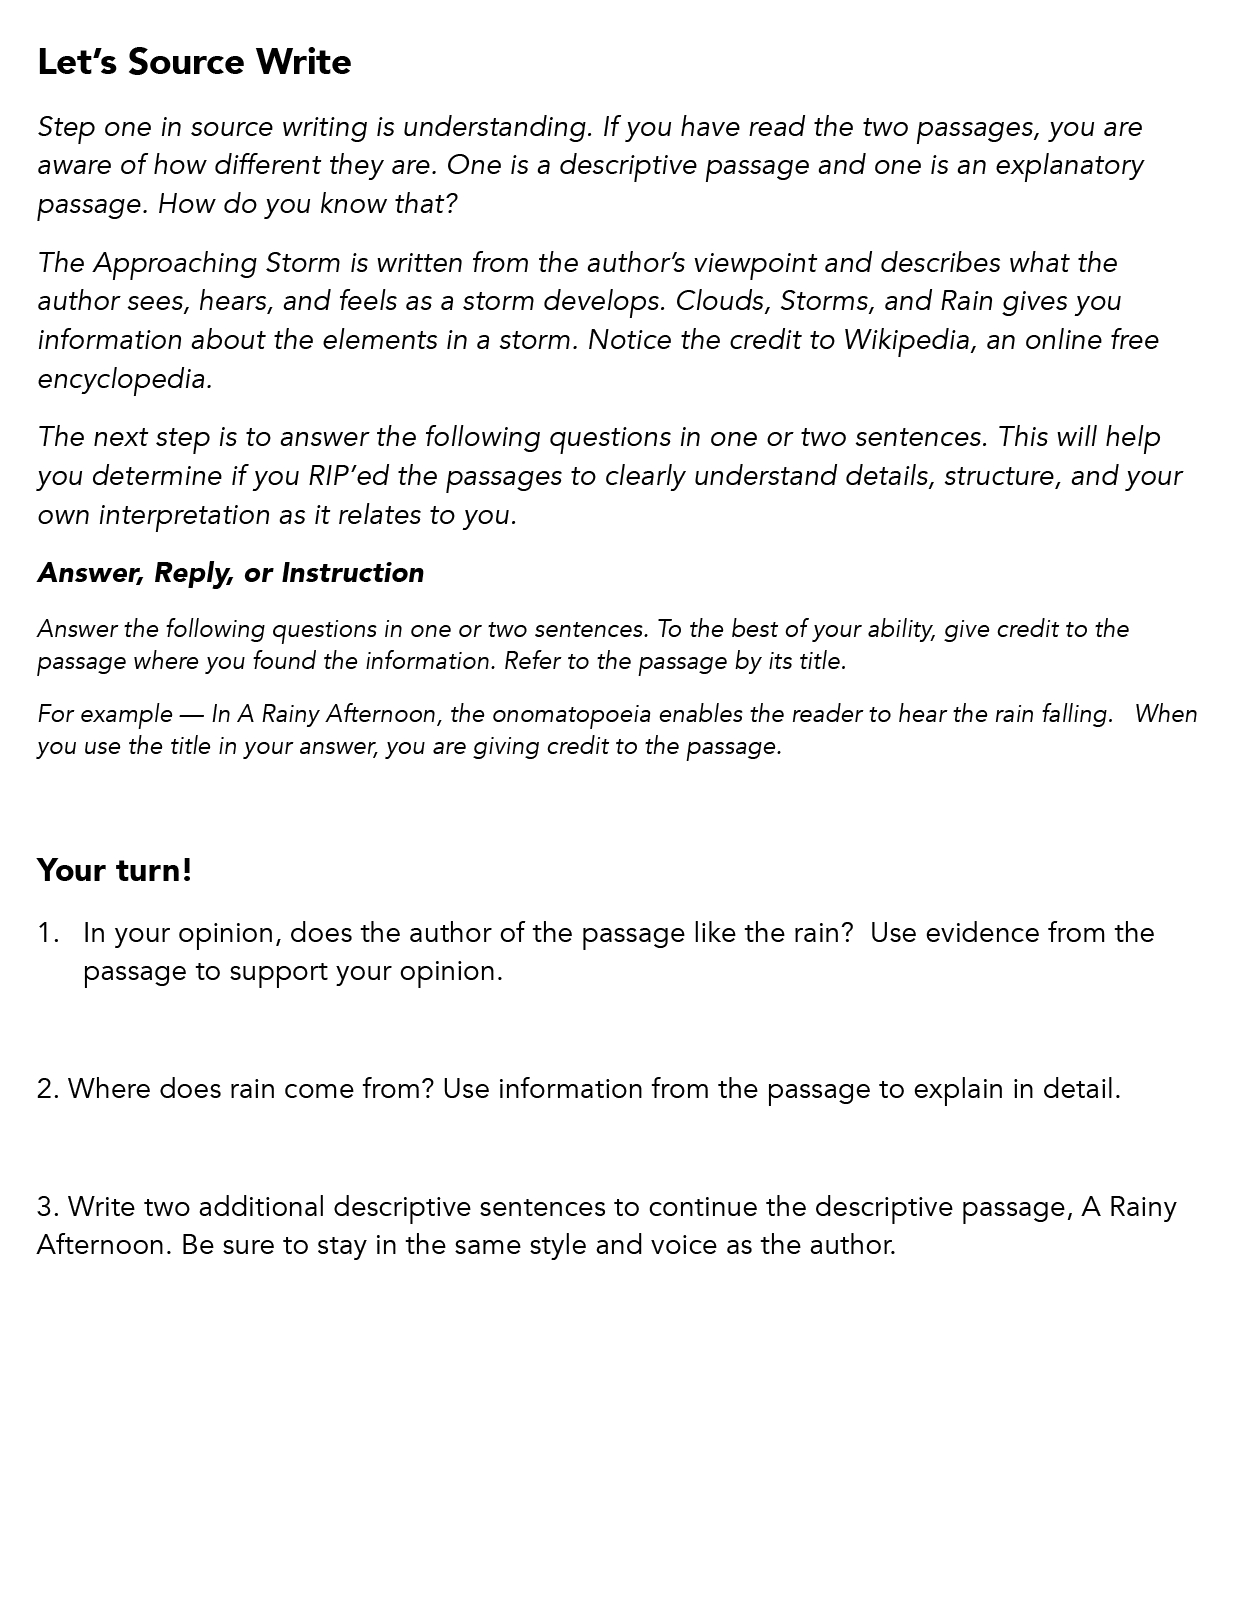 Let’s Source Write
Step one in source writing is understanding. If you have read the two passages, you are
aware of how different they are. One is a descriptive passage and one is an explanatory
passage. How do you know that?
The Approaching Storm is written from the author’s viewpoint and describes what the
author sees, hears, and feels as a storm develops. Clouds, Storms, and Rain gives you
information about the elements in a storm. Notice the credit to Wikipedia, an online free
encyclopedia.
The next step is to answer the following questions in one or two sentences. This will help
you determine if you RIP’ed the passages to clearly understand details, structure, and your
own interpretation as it relates to you.
Answer, Reply, or Instruction
Answer the following questions in one or two sentences. To the best of your ability, give credit to the
passage where you found the information. Refer to the passage by its title.
For example — In A Rainy Afternoon, the onomatopoeia enables the reader to hear the rain falling.   When
you use the title in your answer, you are giving credit to the passage.
Your turn!
1.   In your opinion, does the author of the passage like the rain?  Use evidence from the
passage to support your opinion.
2. Where does rain come from? Use information from the passage to explain in detail.
3. Write two additional descriptive sentences to continue the descriptive passage, A Rainy
Afternoon. Be sure to stay in the same style and voice as the author.